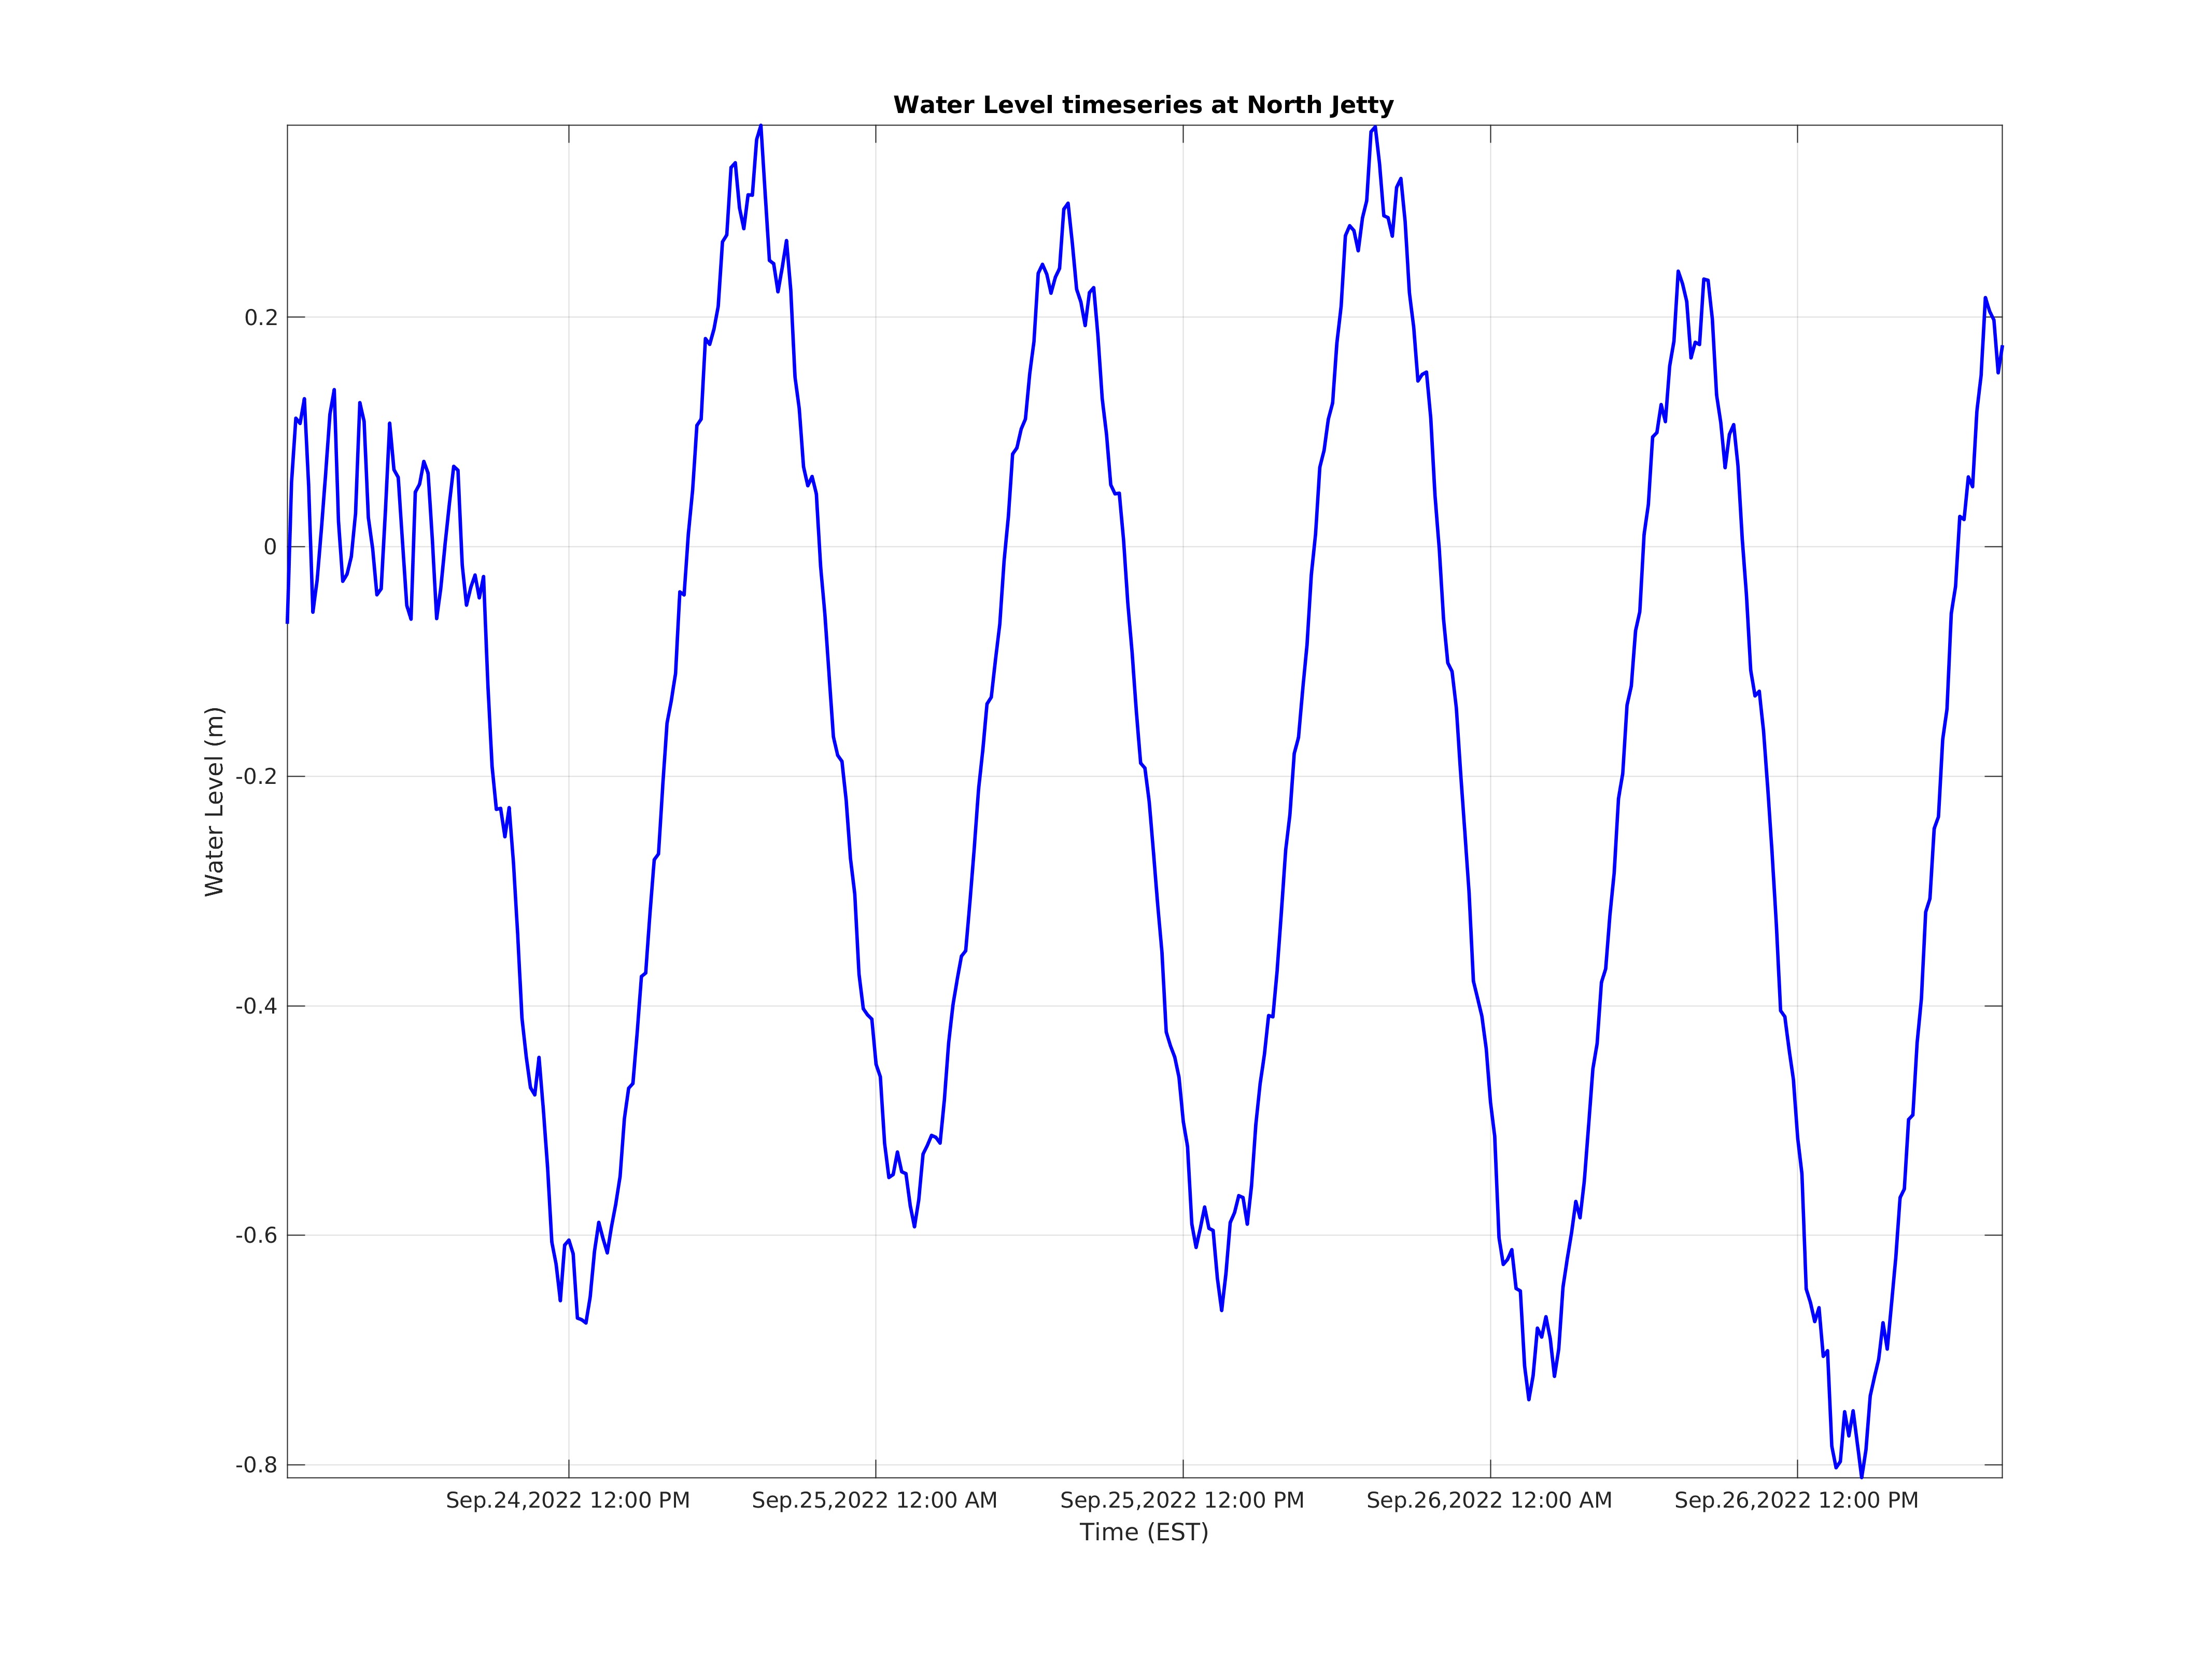 Water Level timeseries at North Jetty
0.2
0
-0.2
-0.4
-0.6
-0.8
Water Level (m)
Sep.24,2022 12:00 PM
Sep.25,2022 12:00 AM
Sep.25,2022 12:00 PM
Sep.26,2022 12:00 AM
Sep.26,2022 12:00 PM
Time (EST)